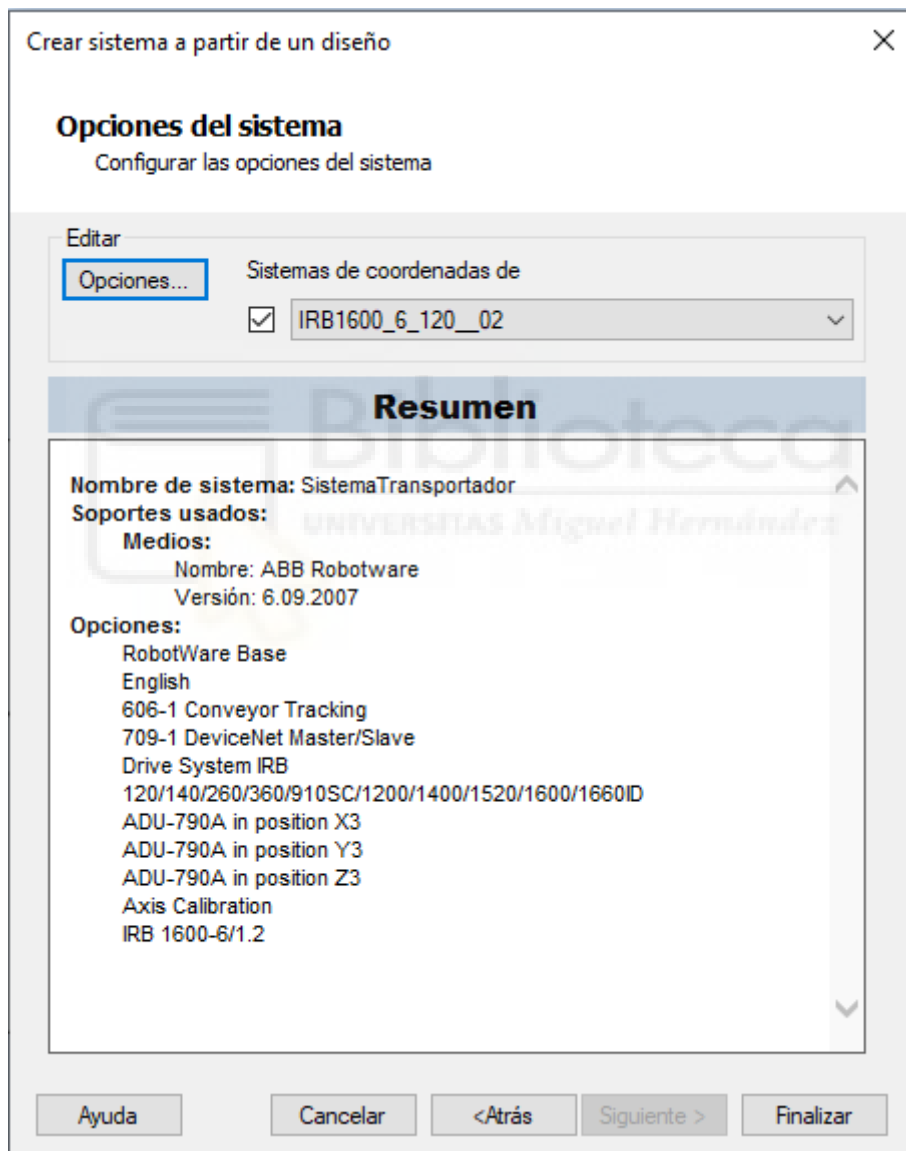 Crear sistema a partir de un diseño
Opciones del sistema
Configurar las opciones del sistema
Editar
Opciones...
Sistemas de coordenadas de
IRB1600_6_120__02
Resumen
Biblioteca
UNIVERSITAS Miguel Hernández
Nombre de sistema: SistemaTransportador
Soportes usados:
Medios:
Nombre: ABB Robotware
Versión: 6.09.2007
Opciones:
RobotWare Base
English
606-1 Conveyor Tracking
709-1 DeviceNet Master/Slave
Drive System IRB
120/140/260/360/910SC/1200/1400/1520/1600/1660ID
ADU-790A in position X3
ADU-790A in position Y3
ADU-790A in position Z3
Axis Calibration
IRB 1600-6/1.2
Ayuda
Cancelar
<Atrás
Siguiente >
Finalizar